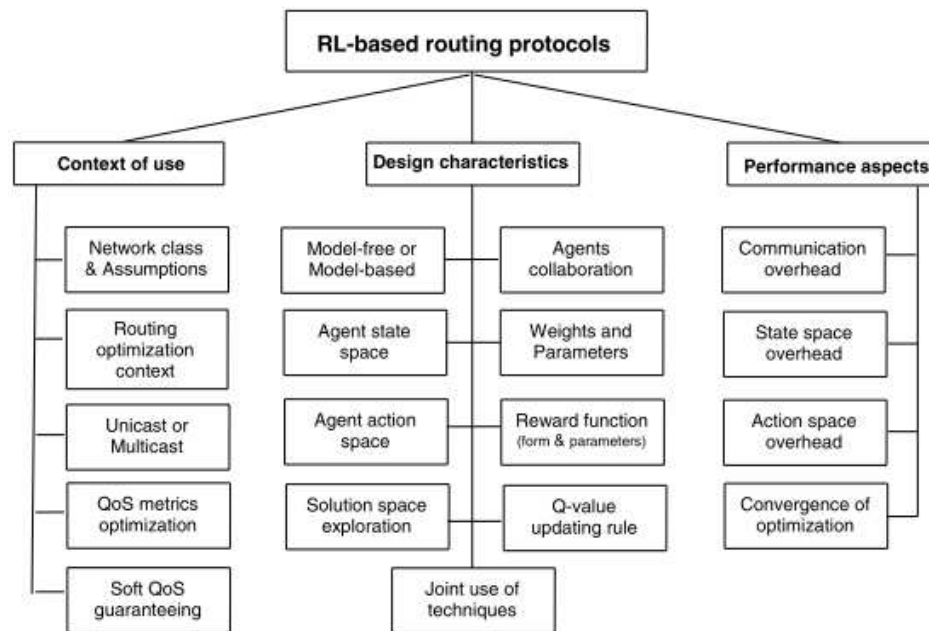 RL-based routing protocols
Context of use
Network class
& Assumptions
Routing
optimization
context
Unicast or
Multicast
QoS metrics
optimization
Soft QoS
guaranteeing
Design characteristics
Model-free or
Model-based
Agents
collaboration
Agent state
space
Weights and
Parameters
Agent action
space
Reward function
(form & parameters)
Solution space
exploration
Q-value
updating rule
Joint use of
techniques
Performance aspects
Communication
overhead
State space
overhead
Action space
overhead
Convergence of
optimization